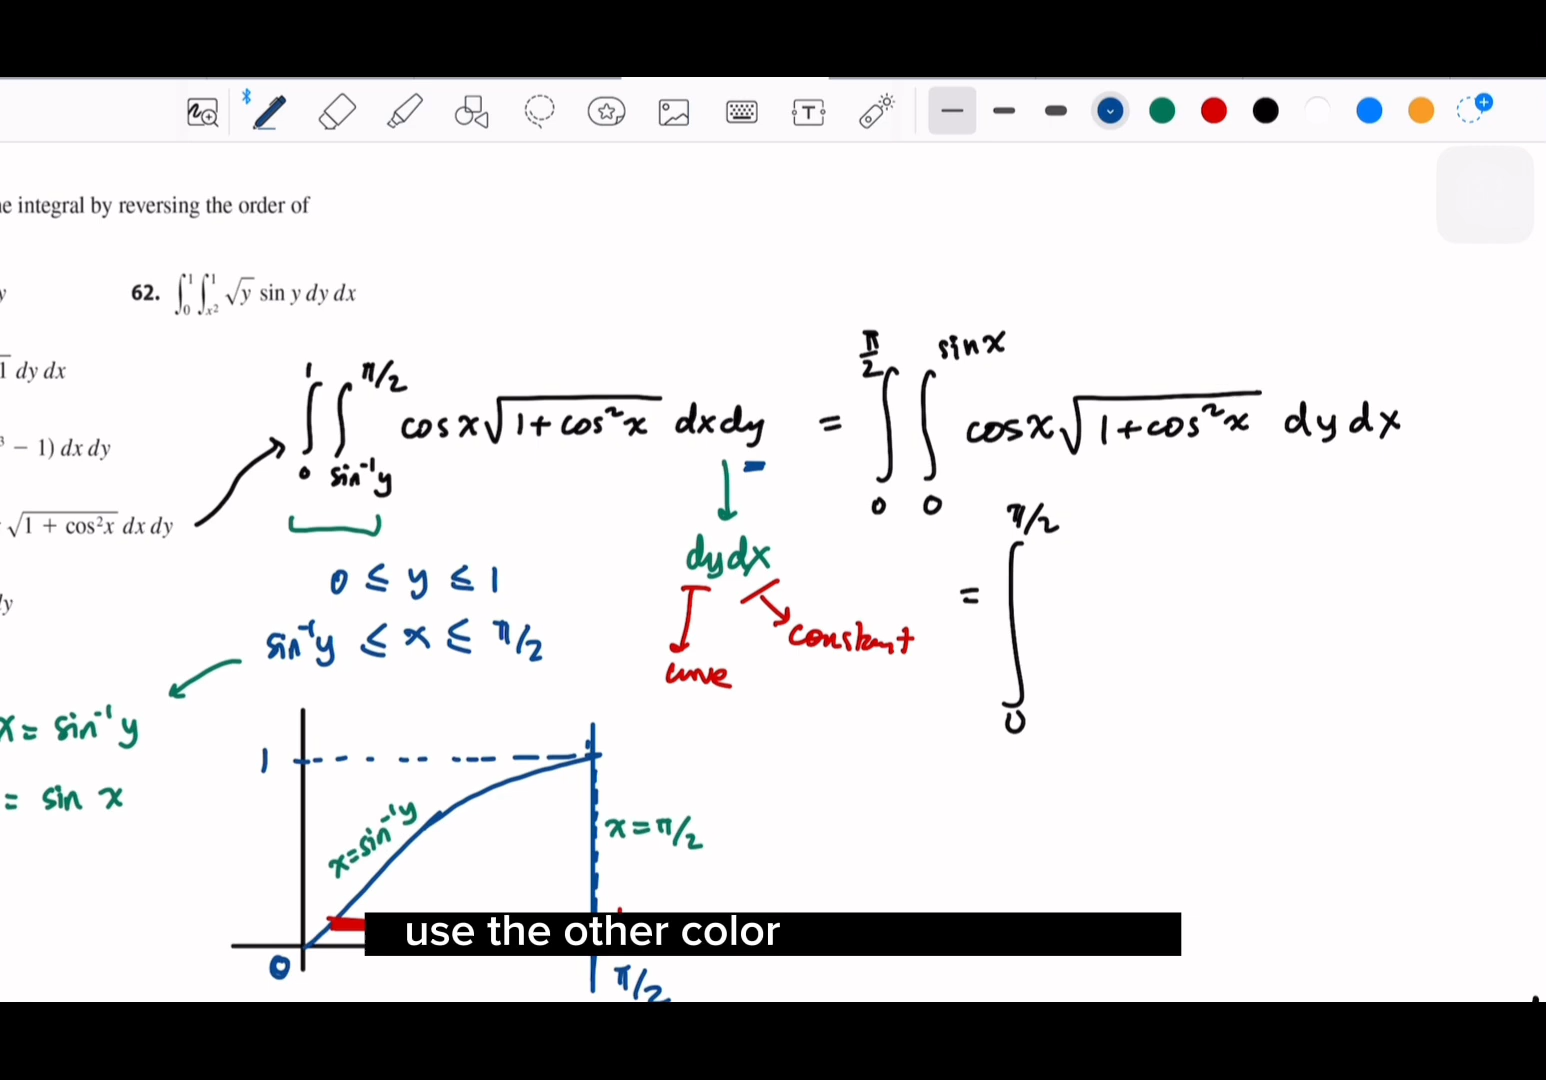 e integral by reversing the order of
y
62. ∫₀¹ ∫ₓ²¹ √y sin y dy dx
1 dy dx
∫₀¹ ∫_{sin⁻¹y}^{π/2} cos x √(1 + cos²x) dx dy = ∫₀^{π/2} ∫₀^{sin x} cos x √(1 + cos²x) dy dx
³ − 1) dx dy
√(1 + cos²x) dx dy
dy dx
= ∫₀^{π/2}
0 ≤ y ≤ 1
y
sin⁻¹y ≤ x ≤ π/2
constant
curve
x = sin⁻¹y
1
= sin x
x = sin⁻¹y
x = π/2
use the other color
0
π/2